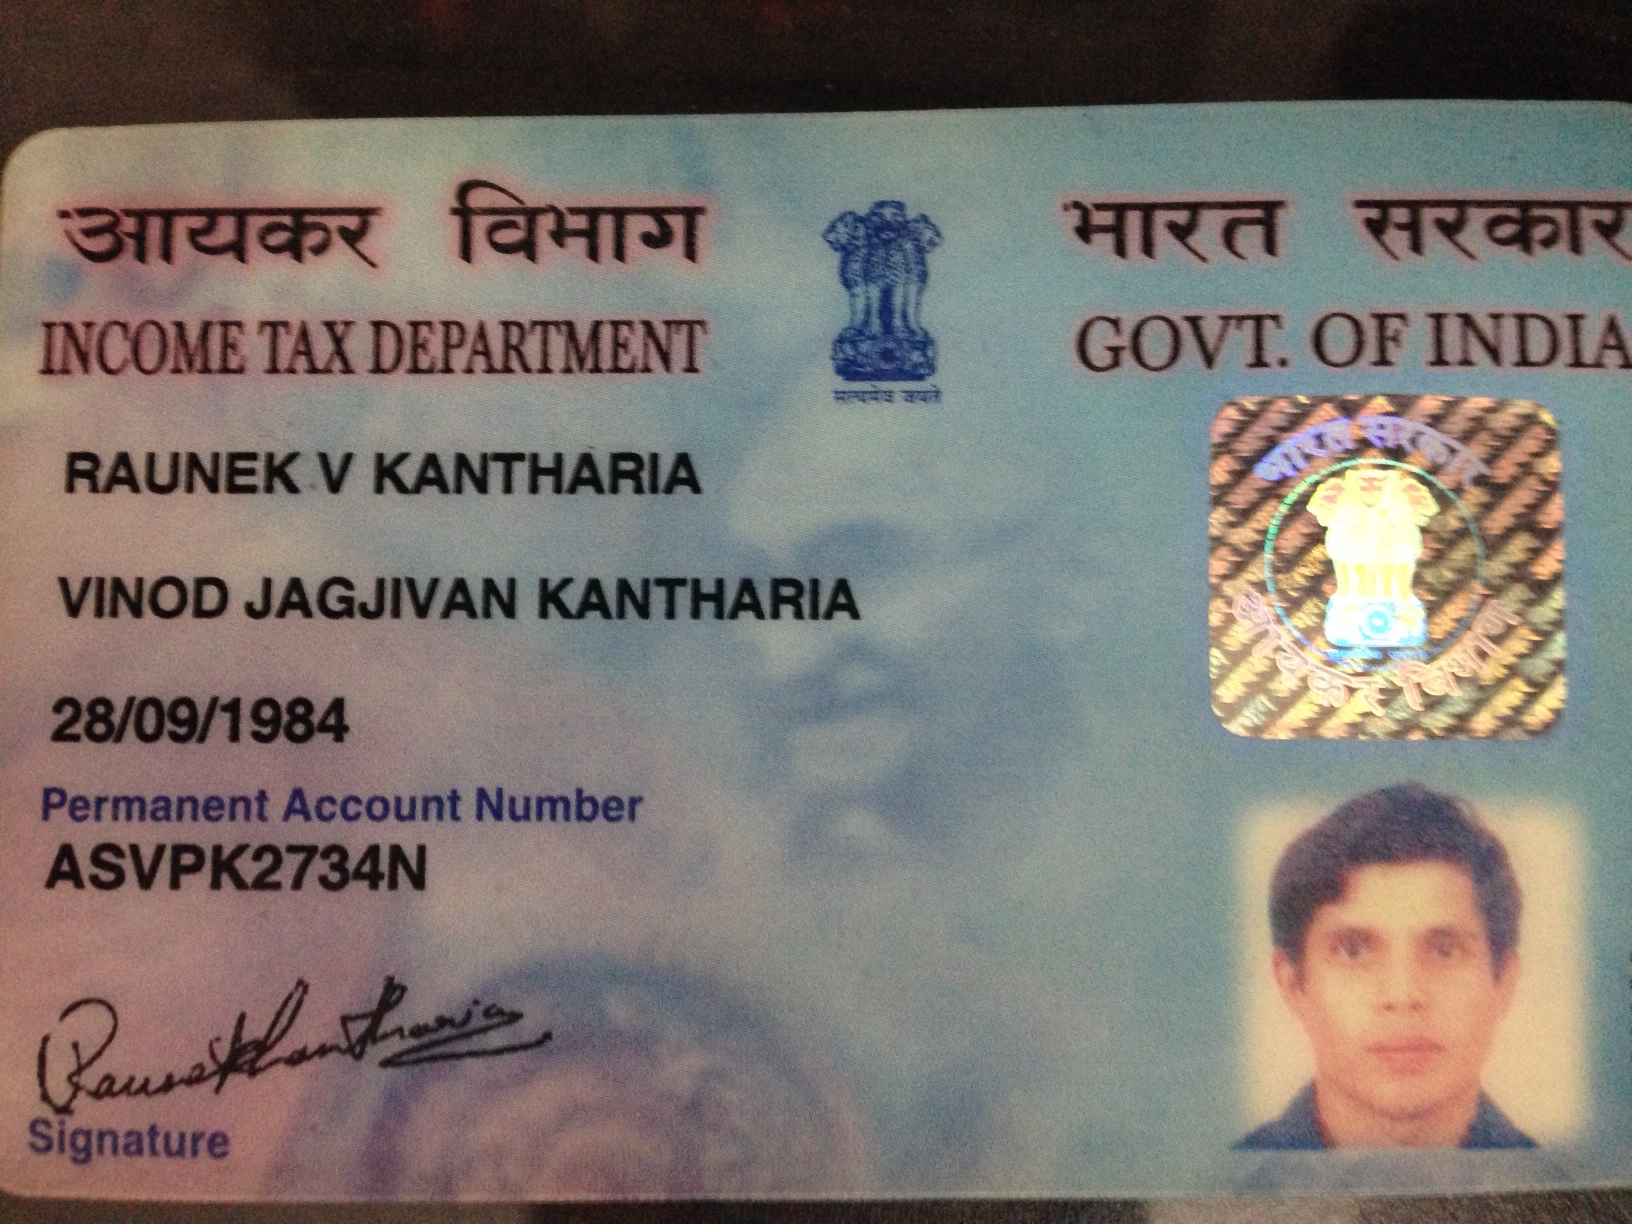 आयकर विभाग
INCOME TAX DEPARTMENT
सत्यमेव जयते
भारत सरकार
GOVT. OF INDIA
भारत सरकार
आयकर विभाग
RAUNEK V KANTHARIA
VINOD JAGJIVAN KANTHARIA
28/09/1984
Permanent Account Number
ASVPK2734N
Raunek Kantharia
Signature